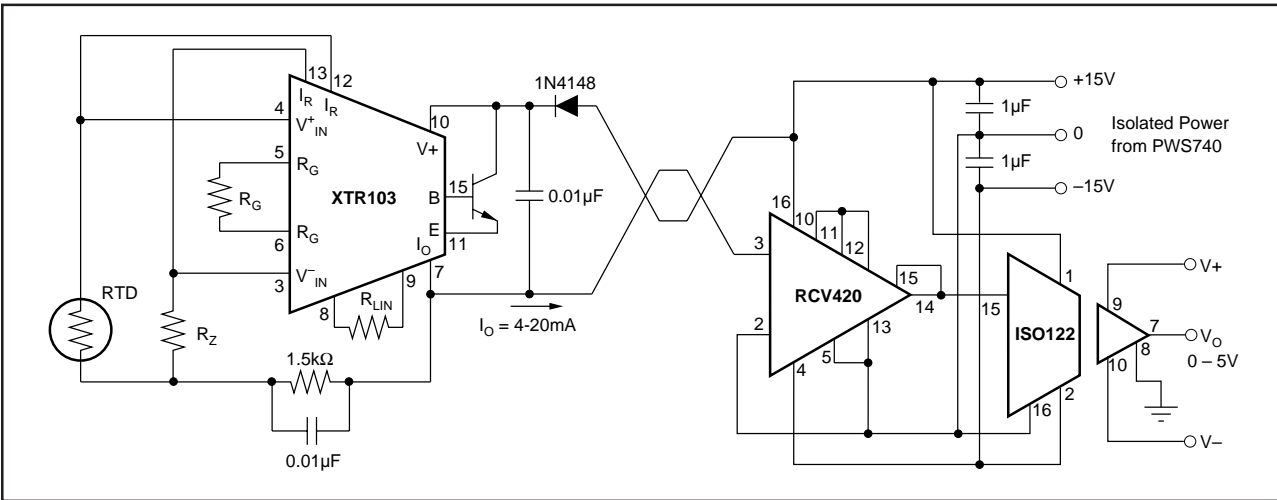 13
12
I_R
I_R
4
V⁺_IN
5
R_G
R_G
XTR103
R_G
6
V⁻_IN
3
10
V+
B
15
E
11
I_O
7
9
R_LIN
8
RTD
R_Z
1.5kΩ
0.01µF
I_O = 4-20mA
0.01µF
1N4148
16
10
11
12
3
15
RCV420
14
2
13
5
4
+15V
1µF
0
1µF
–15V
Isolated Power
from PWS740
1
15
ISO122
16
2
9
7
8
10
V+
V_O
0 – 5V
V–